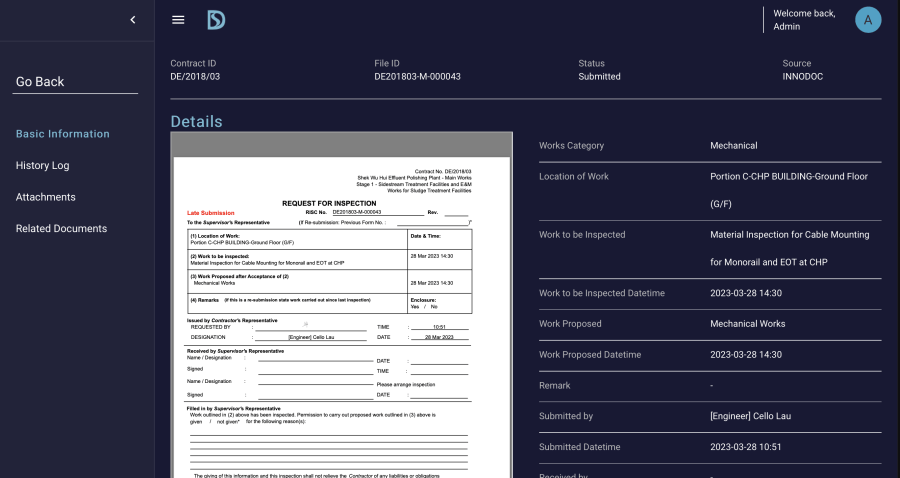 Welcome back,
Admin
A
Go Back
Basic Information
History Log
Attachments
Related Documents
Contract ID
DE/2018/03
File ID
DE201803-M-000043
Status
Submitted
Source
INNODOC
Details
Contract No. DE/2018/03
Shek Wu Hui Effluent Polishing Plant - Main Works
Stage 1 - Sidestream Treatment Facilities and E&M
Works for Sludge Treatment Facilities
REQUEST FOR INSPECTION
Late Submission
RISC No. DE201803-M-000043 Rev.
To the Supervisor's Representative (If Re-submission: Previous Form No. : )*
(1) Location of Work: Date & Time:
Portion C-CHP BUILDING-Ground Floor (G/F)
(2) Work to be inspected: 28 Mar 2023 14:30
Material Inspection for Cable Mounting for Monorail and EOT at CHP
(3) Work Proposed after Acceptance of (2)
Mechanical Works 28 Mar 2023 14:30
(4) Remarks (if this is a re-submission state work carried out since last inspection) Enclosure:
Yes / No
Issued by Contractor's Representative
REQUESTED BY : TIME : 10:51
DESIGNATION : [Engineer] Cello Lau DATE : 28 Mar 2023
Received by Supervisor's Representative
Name / Designation : DATE :
Signed : TIME :
Name / Designation : Please arrange inspection
Signed : DATE :
Filled in by Supervisor's Representative
Work outlined in (2) above has been inspected. Permission to carry out proposed work outlined in (3) above is
given / not given* for the following reason(s):
The giving of this information and this inspection shall not relieve the Contractor of any liabilities or obligations
Works Category Mechanical
Location of Work Portion C-CHP BUILDING-Ground Floor
(G/F)
Work to be Inspected Material Inspection for Cable Mounting
for Monorail and EOT at CHP
Work to be Inspected Datetime 2023-03-28 14:30
Work Proposed Mechanical Works
Work Proposed Datetime 2023-03-28 14:30
Remark -
Submitted by [Engineer] Cello Lau
Submitted Datetime 2023-03-28 10:51
Received by -